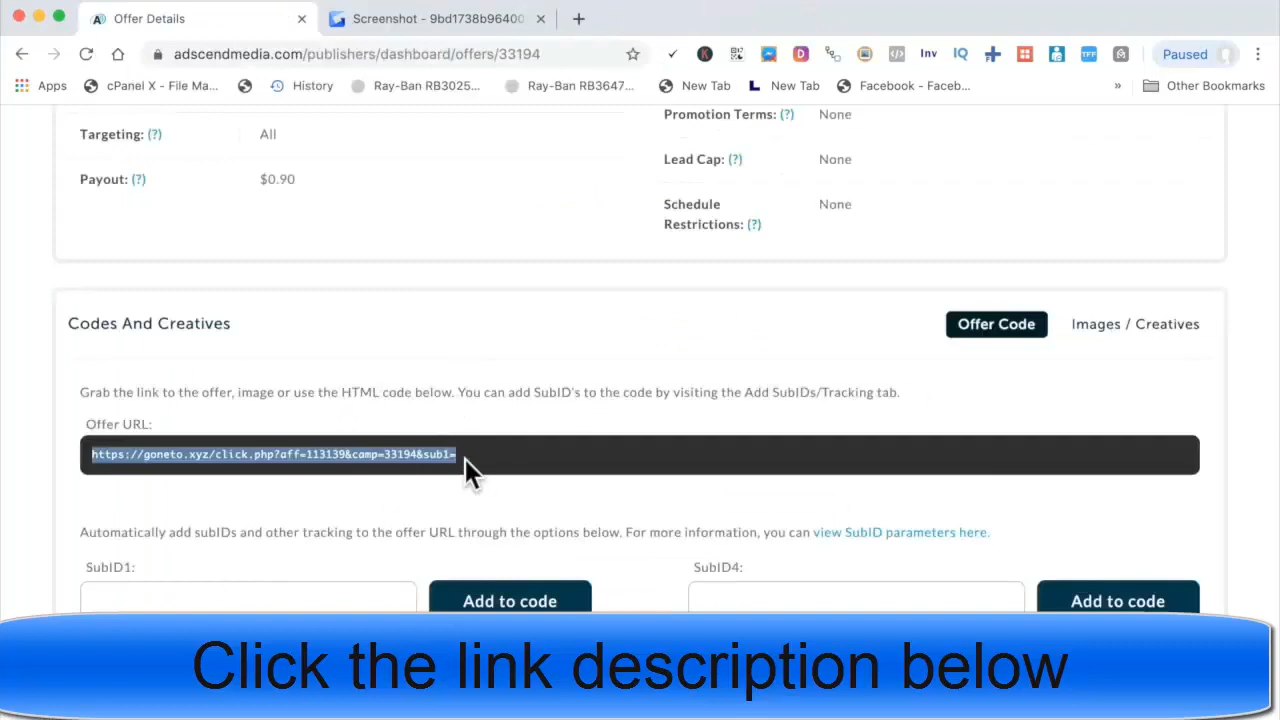 Offer Details
Screenshot - 9bd1738b96400
adscendmedia.com/publishers/dashboard/offers/33194
Inv
IQ
TFF
Paused
Apps
cPanel X - File Ma...
History
Ray-Ban RB3025...
Ray-Ban RB3647...
New Tab
New Tab
Facebook - Faceb...
»
Other Bookmarks
Targeting: (?)
All
Payout: (?)
$0.90
Promotion Terms: (?)
None
Lead Cap: (?)
None
Schedule
Restrictions: (?)
None
Codes And Creatives
Offer Code
Images / Creatives
Grab the link to the offer, image or use the HTML code below. You can add SubID's to the code by visiting the Add SubIDs/Tracking tab.
Offer URL:
https://goneto.xyz/click.php?aff=113139&camp=33194&sub1=
Automatically add subIDs and other tracking to the offer URL through the options below. For more information, you can view SubID parameters here.
SubID1:
Add to code
SubID4:
Add to code
Click the link description below